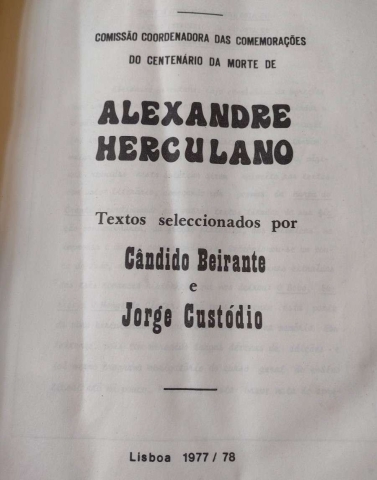 COMISSÃO COORDENADORA DAS COMEMORAÇÕES
DO CENTENÁRIO DA MORTE DE
ALEXANDRE
HERCULANO
Textos seleccionados por
Cândido Beirante
e
Jorge Custódio
Lisboa 1977/78